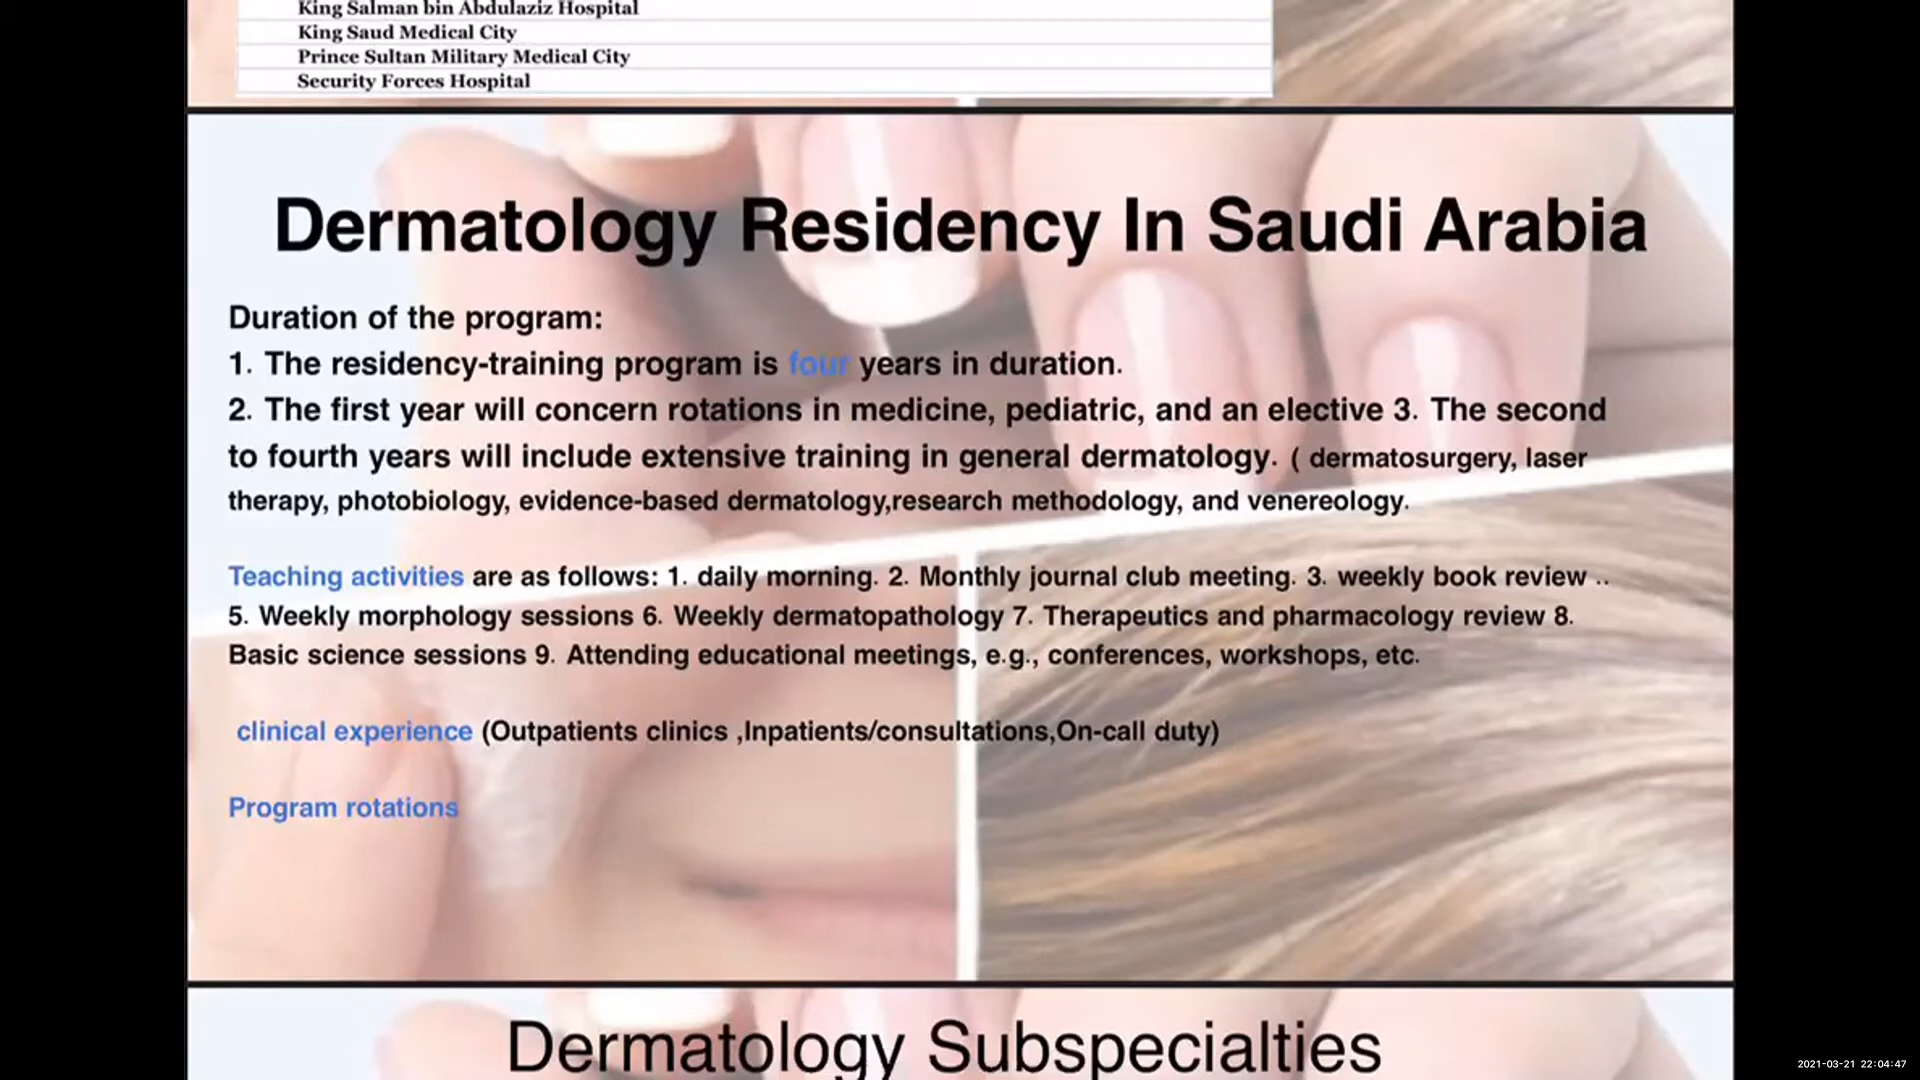 King Salman bin Abdulaziz Hospital
King Saud Medical City
Prince Sultan Military Medical City
Security Forces Hospital
Dermatology Residency In Saudi Arabia
Duration of the program:
1. The residency-training program is four years in duration.
2. The first year will concern rotations in medicine, pediatric, and an elective 3. The second
to fourth years will include extensive training in general dermatology. ( dermatosurgery, laser
therapy, photobiology, evidence-based dermatology,research methodology, and venereology.
Teaching activities are as follows: 1. daily morning. 2. Monthly journal club meeting. 3. weekly book review ..
5. Weekly morphology sessions 6. Weekly dermatopathology 7. Therapeutics and pharmacology review 8.
Basic science sessions 9. Attending educational meetings, e.g., conferences, workshops, etc.
clinical experience (Outpatients clinics ,Inpatients/consultations,On-call duty)
Program rotations
Dermatology Subspecialties
2021-03-21 22:04:47